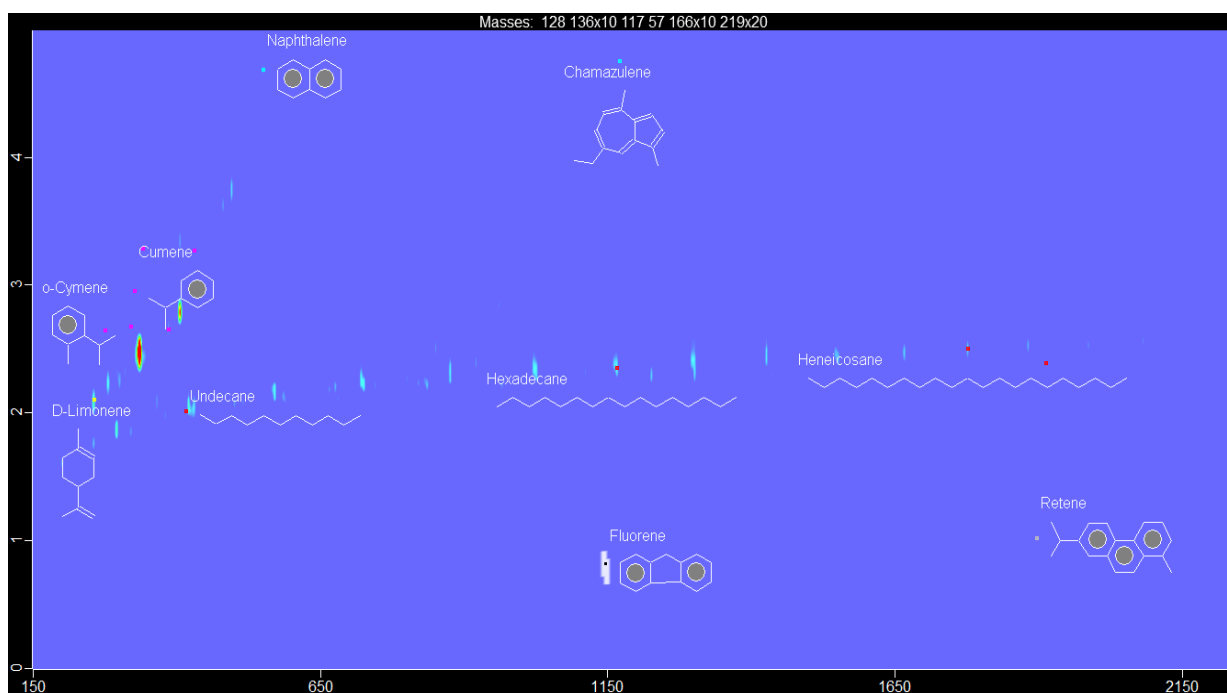 Masses: 128 136x10 117 57 166x10 219x20
Naphthalene
Chamazulene
4
Cumene
3
o-Cymene
Heneicosane
Hexadecane
Undecane
D-Limonene
2
Retene
1
Fluorene
0
150 650 1150 1650 2150